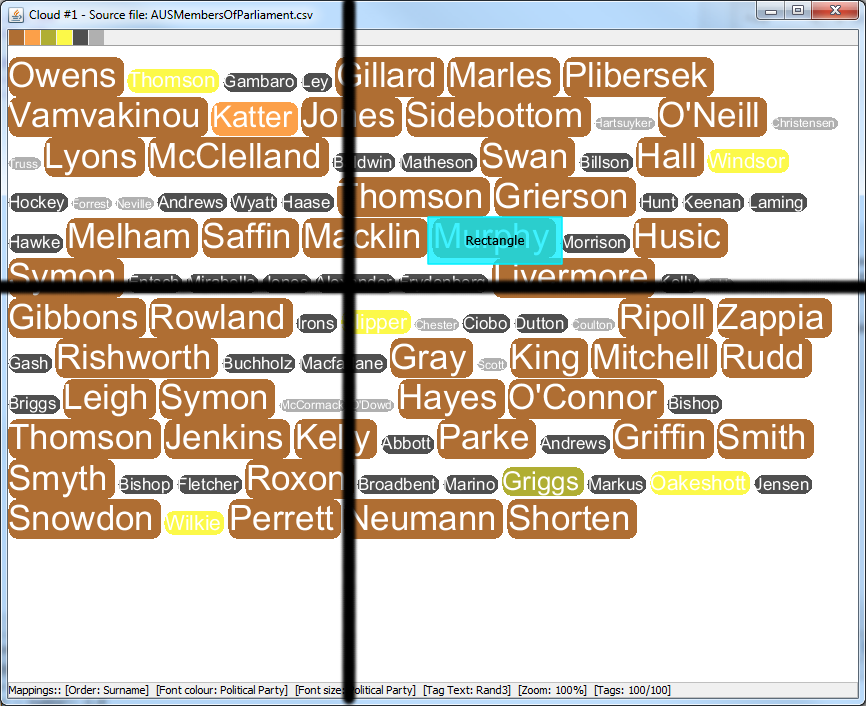 Cloud #1 - Source file: AUSMembersOfParliament.csv
Owens Thomson Gambaro Ley Gillard Marles Plibersek
Vamvakinou Katter Jones Sidebottom Hartsuyker O'Neill Christensen
Truss Lyons McClelland Baldwin Matheson Swan Billson Hall Windsor
Hockey Forrest Neville Andrews Wyatt Haase Thomson Grierson Hunt Keenan Laming
Hawke Melham Saffin Macklin Murphy Rectangle Morrison Husic
Symon Entsch Mirabella Jones Alexander Frydenberg Livermore Kelly
Gibbons Rowland Irons Slipper Chester Ciobo Dutton Coulton Ripoll Zappia
Gash Rishworth Buchholz Macfarlane Gray Scott King Mitchell Rudd
Briggs Leigh Symon McCormack O'Dowd Hayes O'Connor Bishop
Thomson Jenkins Kelly Abbott Parke Andrews Griffin Smith
Smyth Bishop Fletcher Roxon Broadbent Marino Griggs Markus Oakeshott Jensen
Snowdon Wilkie Perrett Neumann Shorten
Mappings:: [Order: Surname] [Font colour: Political Party] [Font size: Political Party] [Tag Text: Rand3] [Zoom: 100%] [Tags: 100/100]